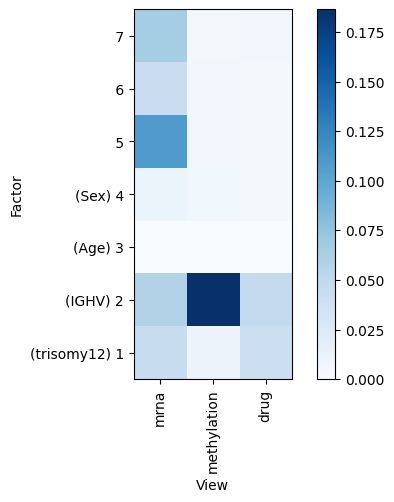 Factor
7
6
5
(Sex) 4
(Age) 3
(IGHV) 2
(trisomy12) 1
mrna
methylation
drug
View
0.175
0.150
0.125
0.100
0.075
0.050
0.025
0.000